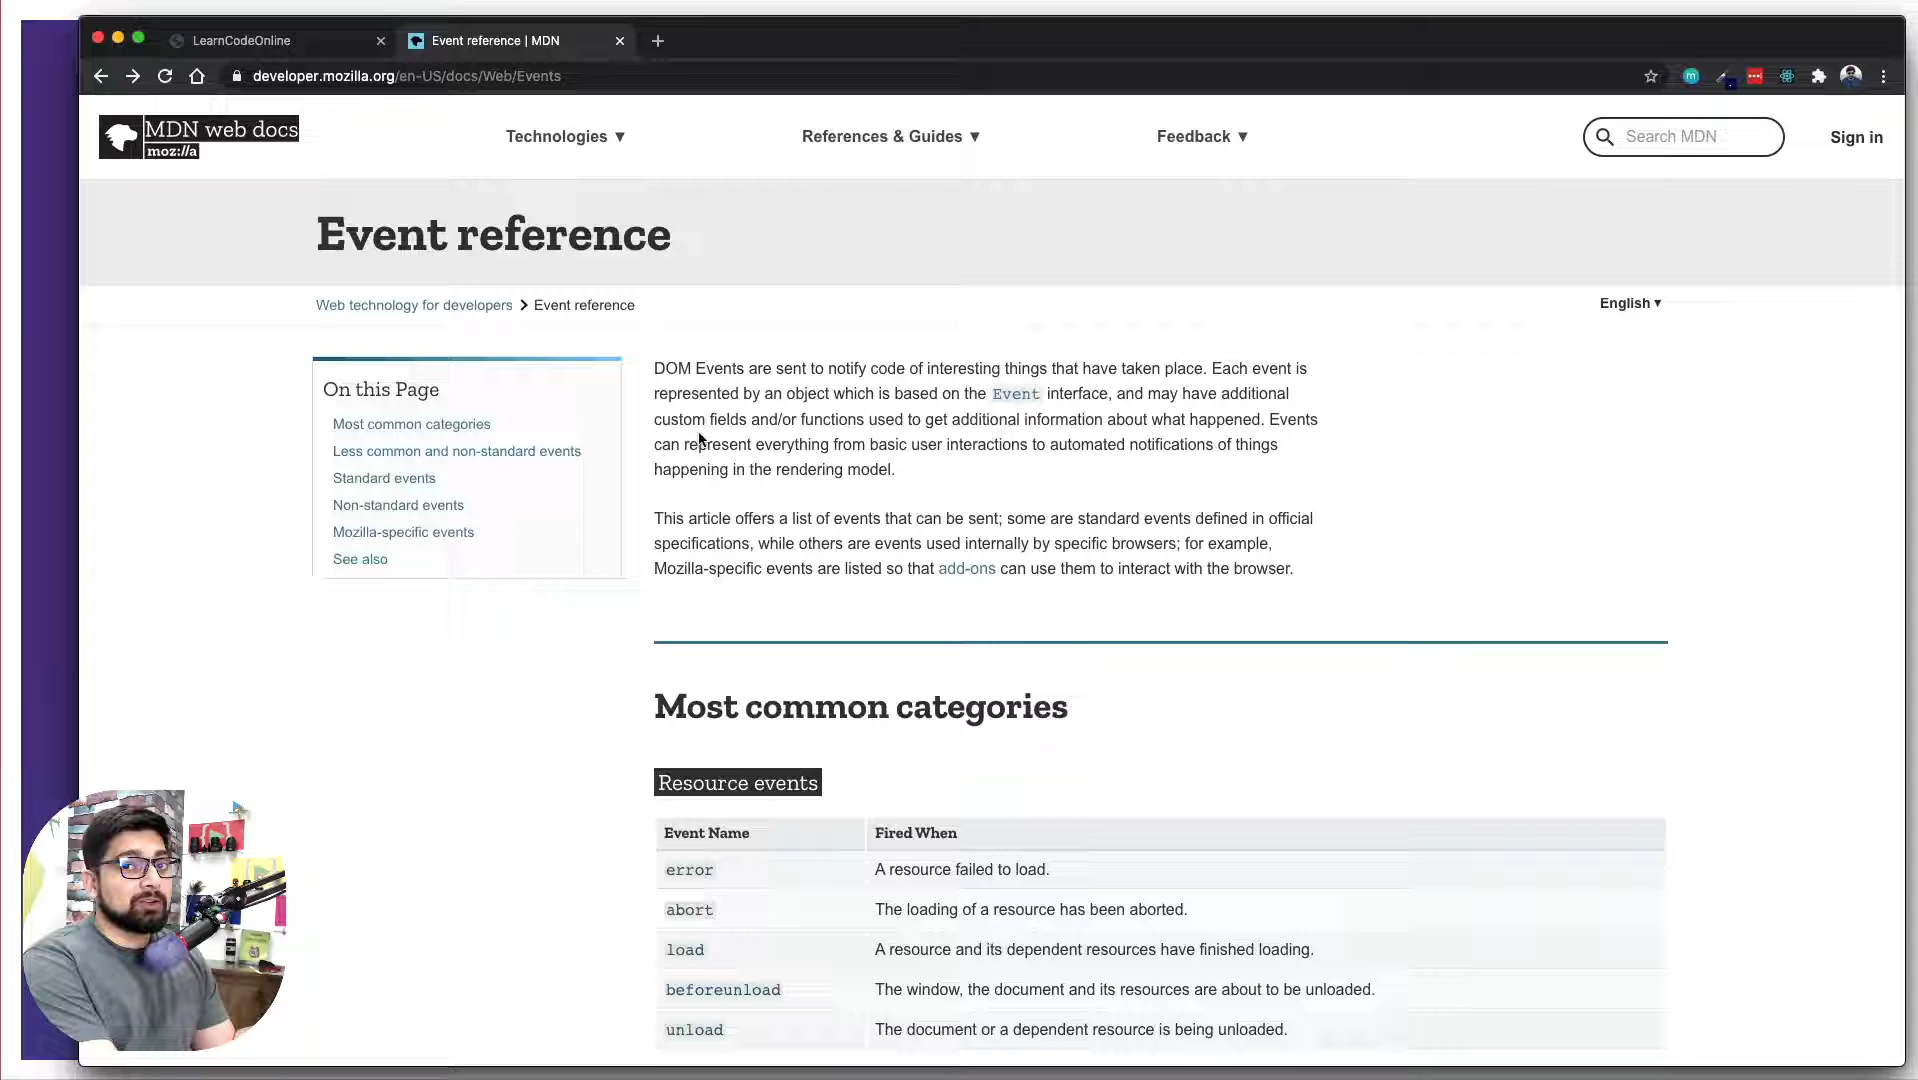 LearnCodeOnline
Event reference | MDN
developer.mozilla.org/en-US/docs/Web/Events
MDN web docs
moz://a
Technologies ▼
References & Guides ▼
Feedback ▼
Search MDN
Sign in
Event reference
Web technology for developers > Event reference
English ▼
On this Page
Most common categories
Less common and non-standard events
Standard events
Non-standard events
Mozilla-specific events
See also
DOM Events are sent to notify code of interesting things that have taken place. Each event is
represented by an object which is based on the Event interface, and may have additional
custom fields and/or functions used to get additional information about what happened. Events
can represent everything from basic user interactions to automated notifications of things
happening in the rendering model.
This article offers a list of events that can be sent; some are standard events defined in official
specifications, while others are events used internally by specific browsers; for example,
Mozilla-specific events are listed so that add-ons can use them to interact with the browser.
Most common categories
Resource events
Event Name Fired When
error A resource failed to load.
abort The loading of a resource has been aborted.
load A resource and its dependent resources have finished loading.
beforeunload The window, the document and its resources are about to be unloaded.
unload The document or a dependent resource is being unloaded.